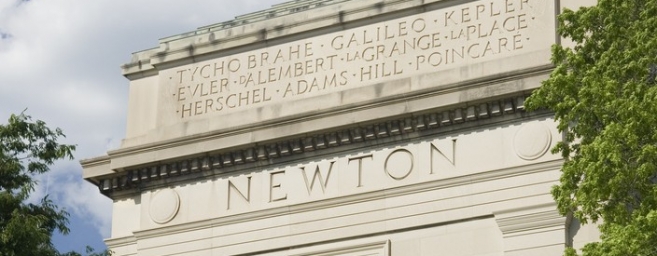 TYCHO BRAHE · GALILEO · KEPLER
· EVLER · D'ALEMBERT · LAGRANGE · LAPLACE ·
· HERSCHEL · ADAMS · HILL · POINCARE ·
NEWTON